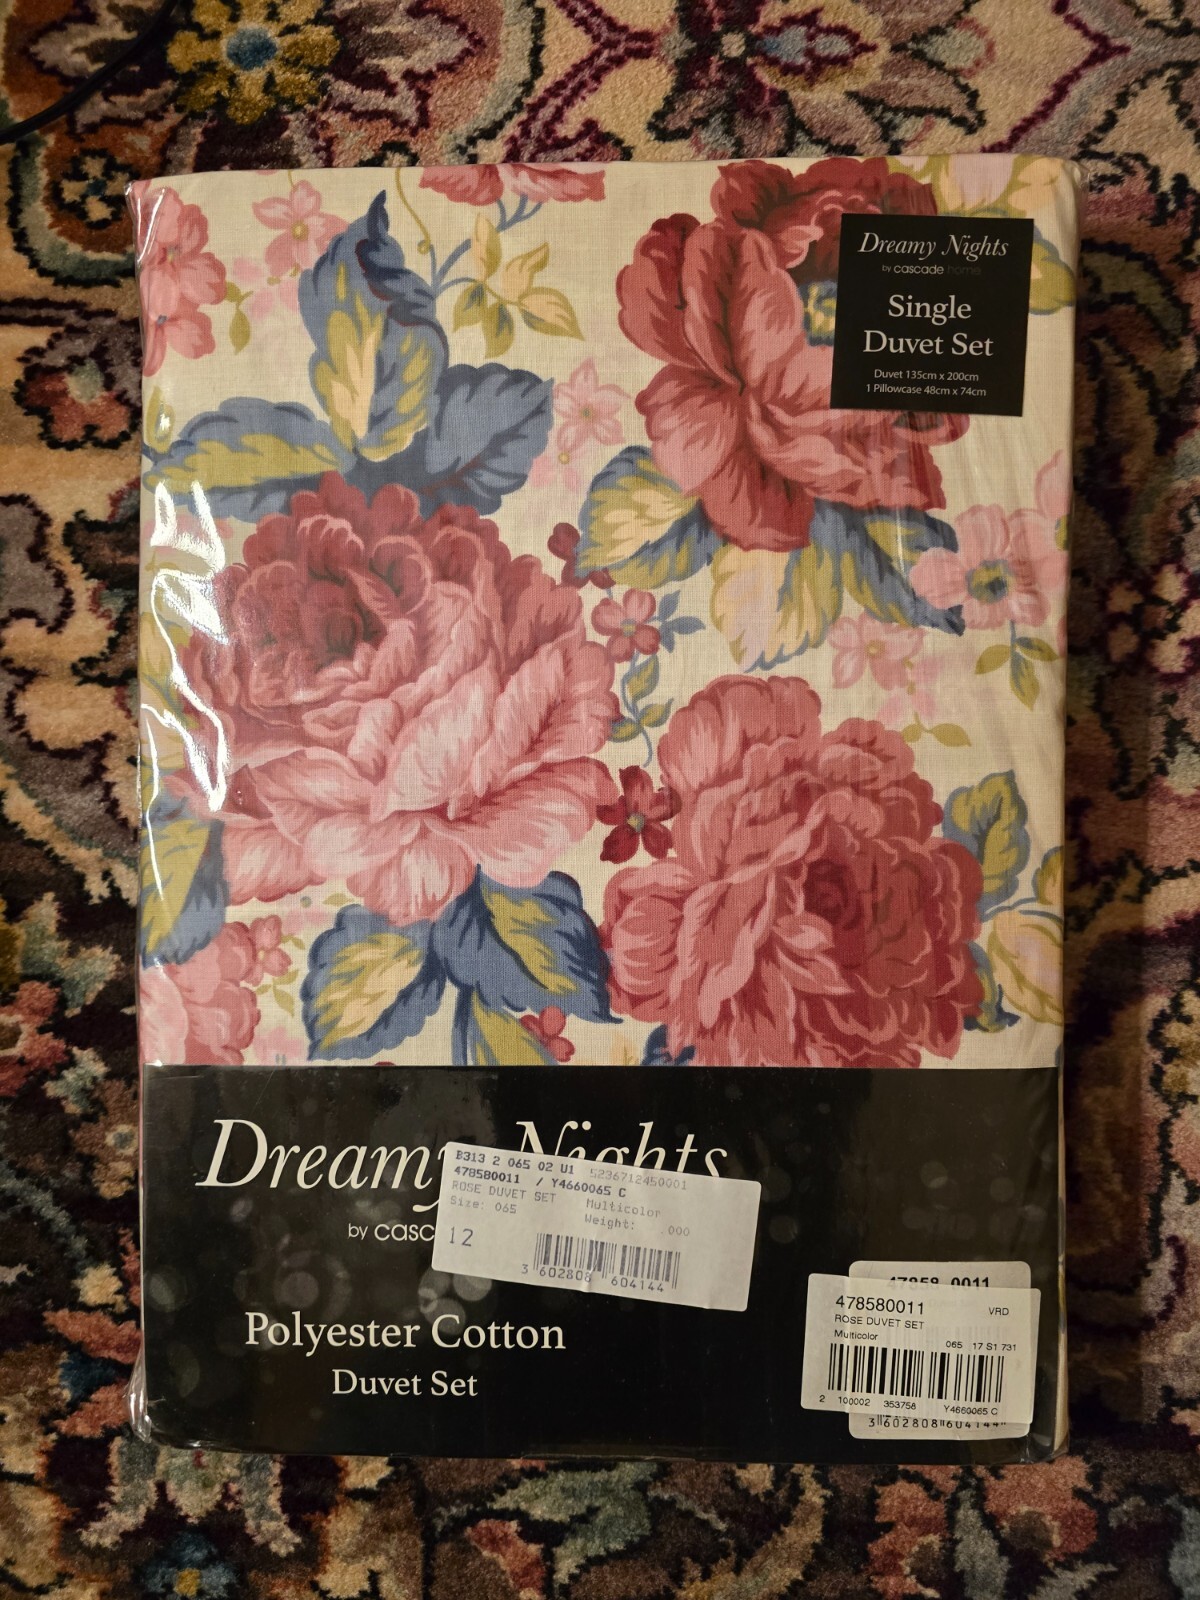 Dreamy Nights
by cascade home
Single
Duvet Set
Duvet 135cm x 200cm
1 Pillowcase 48cm x 74cm
Dreamy Nights
by casc
B313 2 065 02 U1 5236712450001
478580011 / Y4660065 C
ROSE DUVET SET Multicolor
Size: 065 Weight: .000
12
3 602808 604144
Polyester Cotton
Duvet Set
47858 0011
478580011 VRD
ROSE DUVET SET
Multicolor 065 17 S1 731
2 100002 353758 Y4660065 C
3 602808 604144